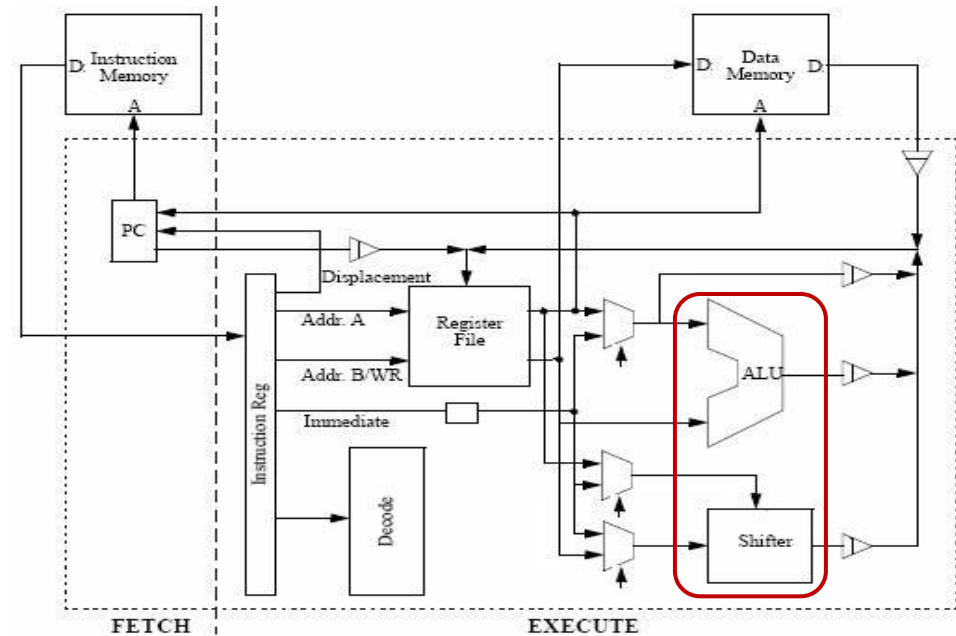 D:
Instruction
Memory
A
D:
Data
Memory
D:
A
PC
Displacement
Addr. A
Register
File
Addr. B/WR
ALU
Immediate
Instruction Reg
Decode
Shifter
FETCH
EXECUTE